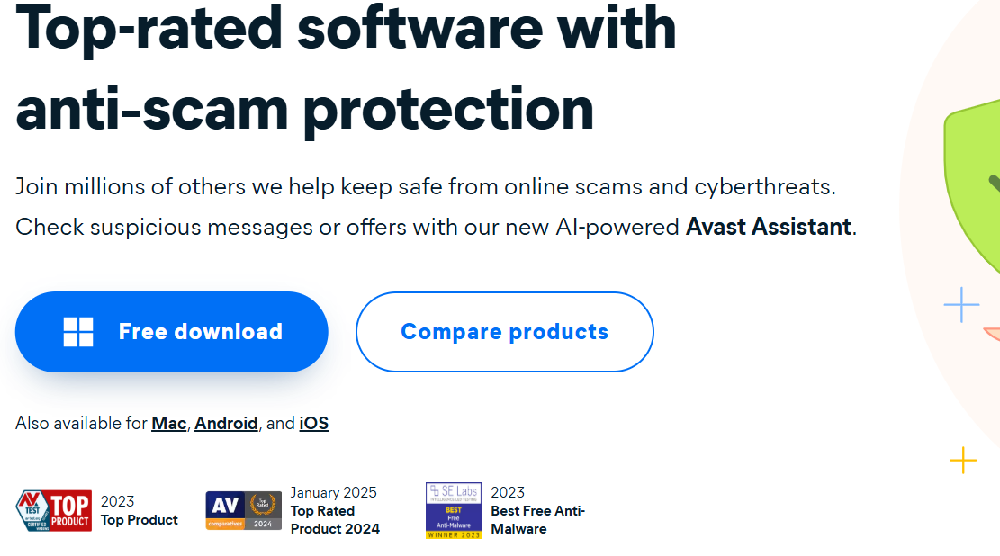 Top-rated software with
anti-scam protection
Join millions of others we help keep safe from online scams and cyberthreats.
Check suspicious messages or offers with our new AI-powered Avast Assistant.
Free download
Compare products
Also available for Mac, Android, and iOS
AV
TEST
TOP
PRODUCT
2023
Top Product
AV
comparatives
Top
Rated
2024
January 2025
Top Rated
Product 2024
SE Labs
INTELLIGENCE-LED TESTING
BEST
Free
Anti-Malware
WINNER 2023
2023
Best Free Anti-
Malware